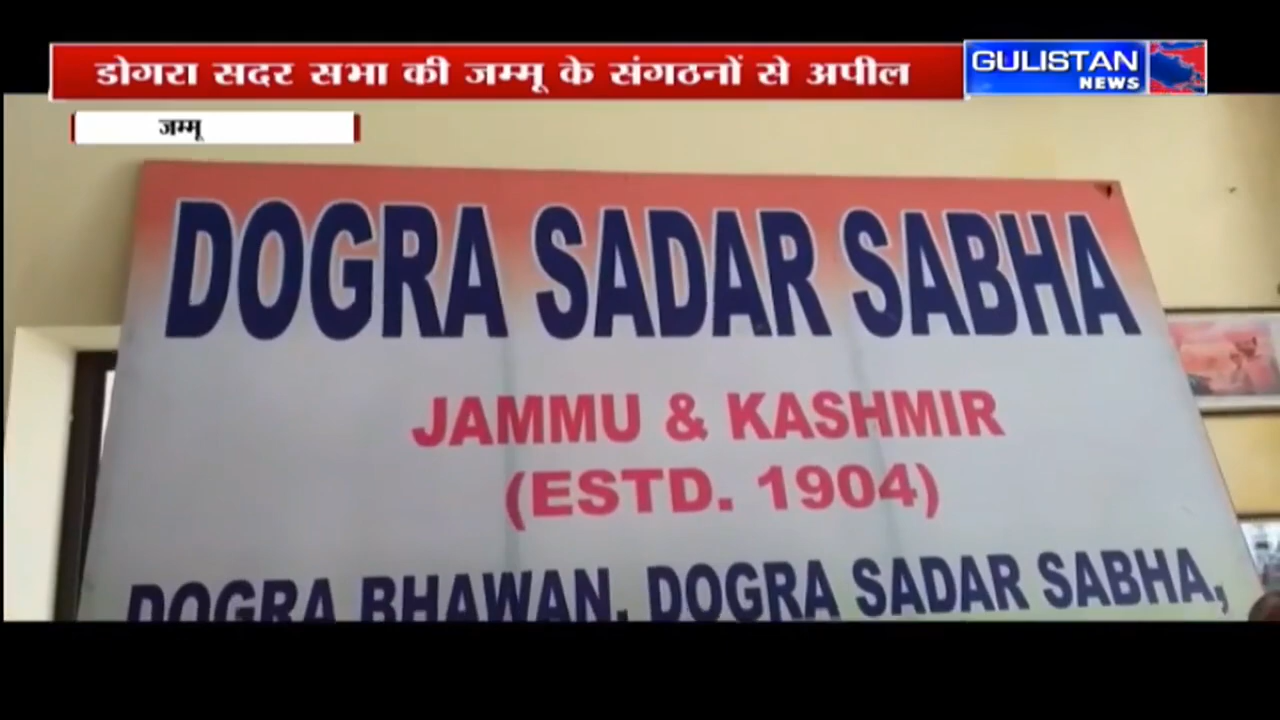 डोगरा सदर सभा की जम्मू के संगठनों से अपील
GULISTAN
NEWS
जम्मू
DOGRA SADAR SABHA
JAMMU & KASHMIR
(ESTD. 1904)
DOGRA BHAWAN, DOGRA SADAR SABHA,